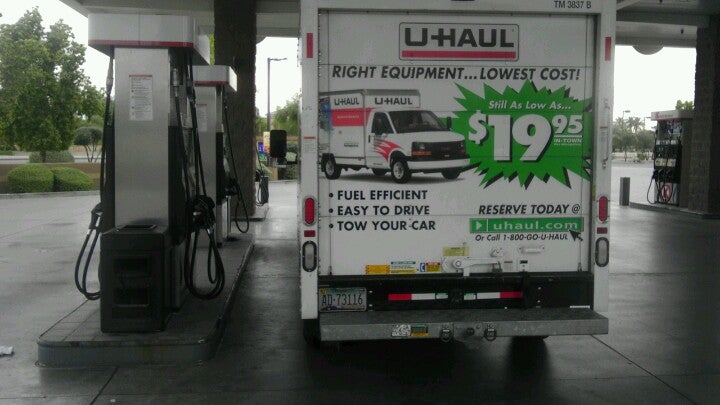 TM 3837 B
U-HAUL
RIGHT EQUIPMENT...LOWEST COST!
U-HAUL U-HAUL
Still As Low As...
$19.95
IN-TOWN
• FUEL EFFICIENT
• EASY TO DRIVE
• TOW YOUR CAR
RESERVE TODAY @
uhaul.com
Or Call 1-800-GO-U-HAUL
AD-73116